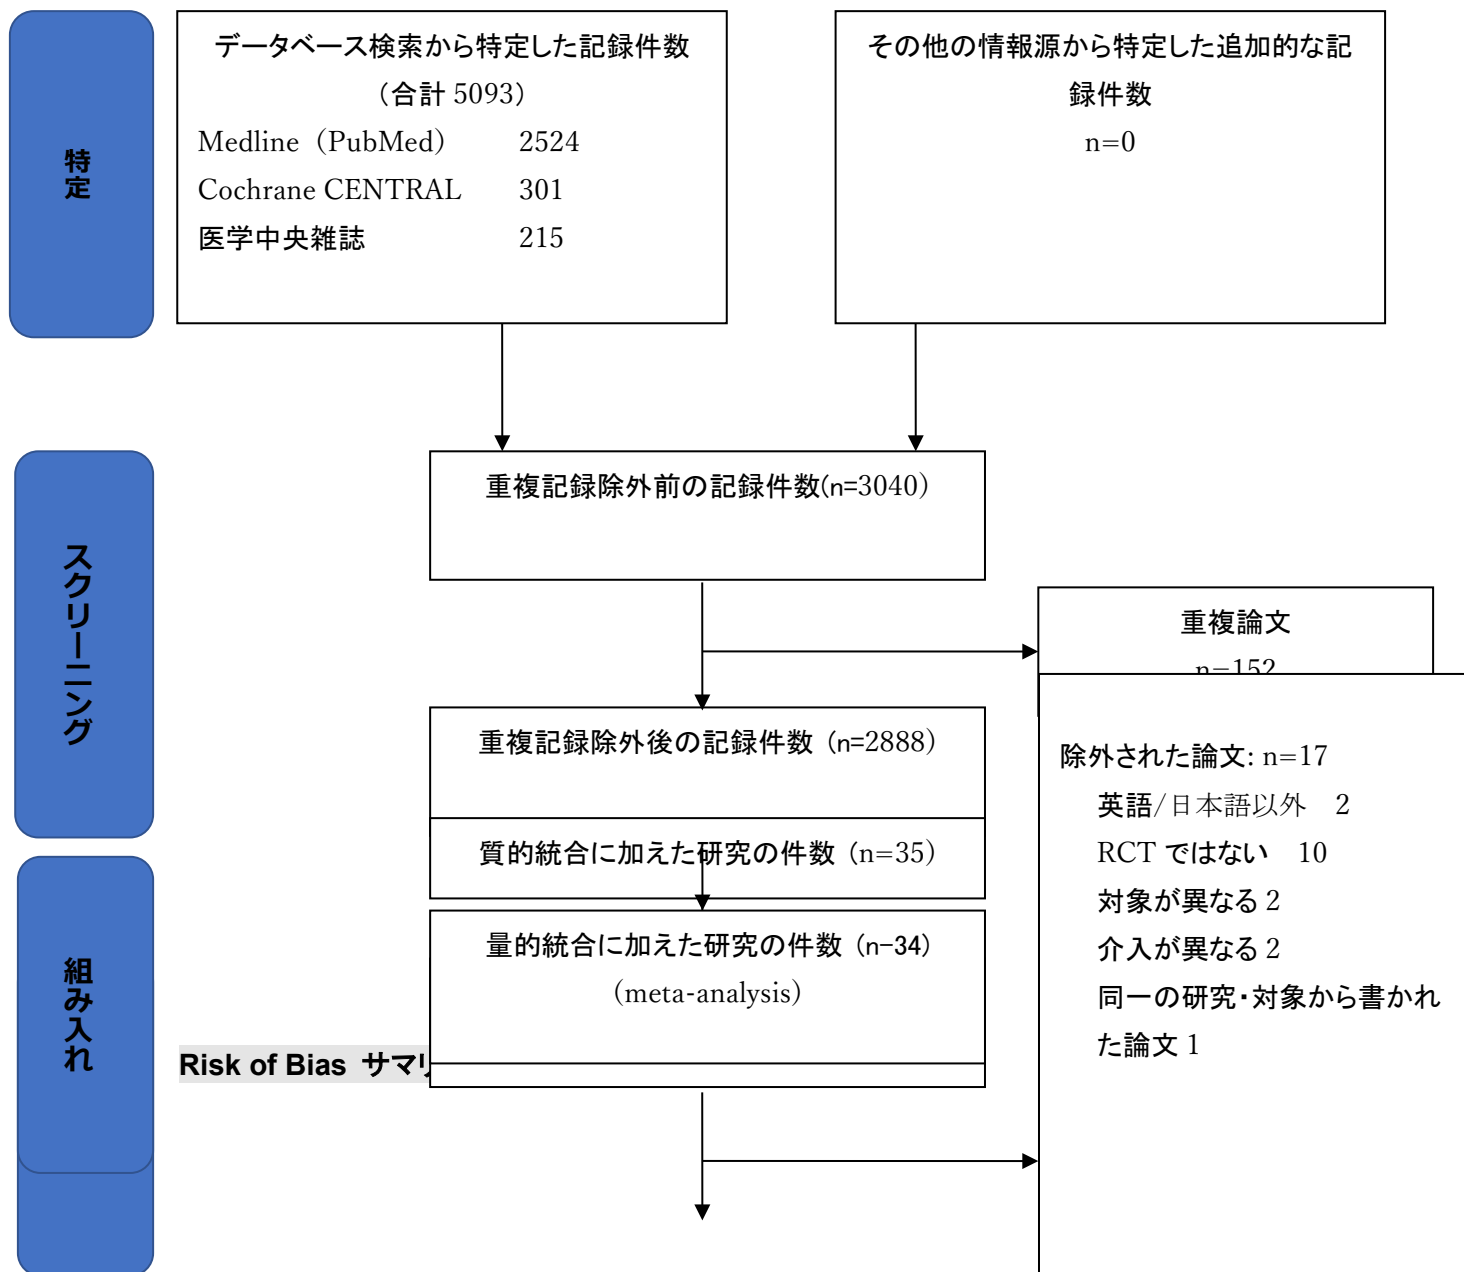 特定
データベース検索から特定した記録件数
（合計 5093）
Medline（PubMed） 2524
Cochrane CENTRAL 301
医学中央雑誌 215
その他の情報源から特定した追加的な記
録件数
n=0
スクリーニング
重複記録除外前の記録件数(n=3040)
重複論文
n=152
重複記録除外後の記録件数 (n=2888)
質的統合に加えた研究の件数 (n=35)
除外された論文: n=17
英語/日本語以外 2
RCT ではない 10
対象が異なる 2
介入が異なる 2
同一の研究・対象から書かれ
た論文 1
組み入れ
量的統合に加えた研究の件数 (n-34)
(meta-analysis)
Risk of Bias サマリ